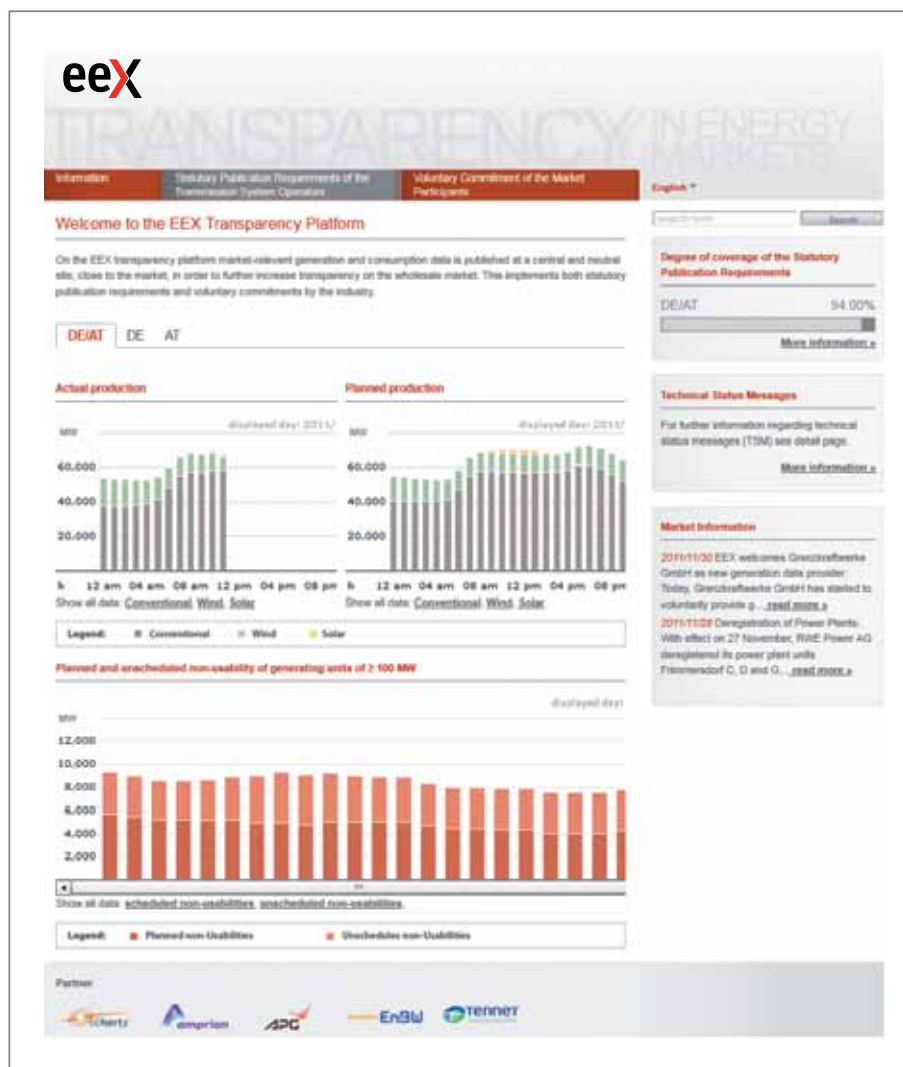 eex
TRANSPARENCY IN ENERGY
MARKETS
Information
Statutory Publication Requirements of the
Transmission System Operators
Voluntary Commitment of the Market
Participants
English
Search
Welcome to the EEX Transparency Platform
On the EEX transparency platform market-relevant generation and consumption data is published at a central and neutral
site, close to the market, in order to further increase transparency on the wholesale market. This implements both statutory
publication requirements and voluntary commitments by the industry.
DE/AT DE AT
Actual production
displayed day: 2011/
MW
60.000
40.000
20.000
h 12 am 04 am 08 am 12 pm 04 pm 08 pm
Show all data: Conventional, Wind, Solar
Planned production
displayed day: 2011/
MW
60.000
40.000
20.000
h 12 am 04 am 08 am 12 pm 04 pm 08 pm
Show all data: Conventional, Wind, Solar
Legend: Conventional Wind Solar
Planned and unscheduled non-usability of generating units of ≥ 100 MW
displayed day:
MW
12.000
10.000
8.000
6.000
4.000
2.000
Show all data: scheduled non-usabilities, unscheduled non-usabilities.
Legend: Planned non-Usabilities Unschedules non-Usabilities
Degree of coverage of the Statutory
Publication Requirements
DE/AT 94.00%
More information »
Technical Status Messages
For further information regarding technical
status messages (TSM) see detail page.
More information »
Market Information
2011/11/30 EEX welcomes Grenzkraftwerke
GmbH as new generation data provider
Today, Grenzkraftwerke GmbH has started to
voluntarily provide g... read more »
2011/11/28 Deregistration of Power Plants
With effect on 27 November, RWE Power AG
deregistered its power plant units
Frimmersdorf C, D and G... read more »
Partner
50hertz amprion APG EnBW TenneT